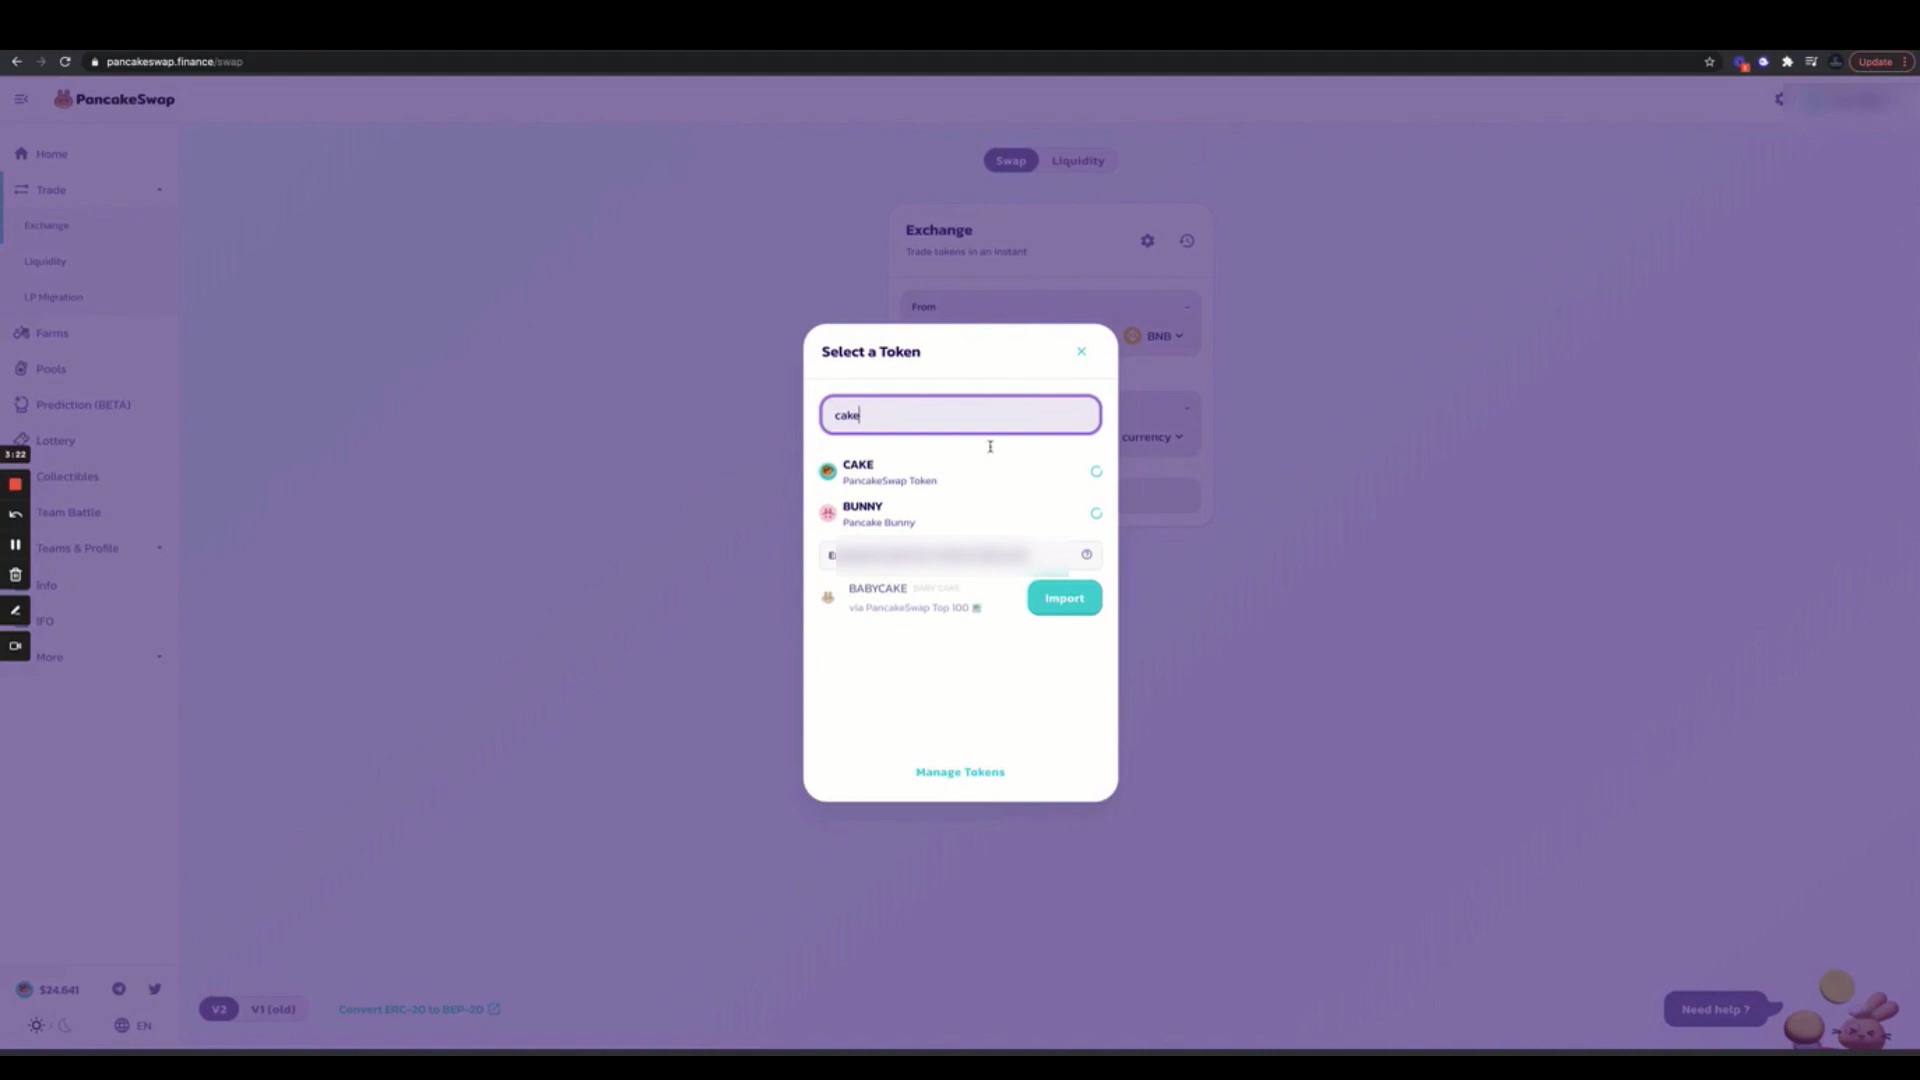 pancakeswap.finance/swap
Update
PancakeSwap
Home
Trade
Exchange
Liquidity
LP Migration
Farms
Pools
Prediction (BETA)
Lottery
3:22
Collectibles
Team Battle
Teams & Profile
Info
IFO
More
$24.641
EN
Swap
Liquidity
Exchange
Trade tokens in an instant
From
-
BNB
-
currency
Select a Token
cake
CAKE
PancakeSwap Token
BUNNY
Pancake Bunny
BABYCAKE BABY CAKE
via PancakeSwap Top 100
Import
Manage Tokens
V2
V1 (old)
Convert ERC-20 to BEP-20
Need help ?